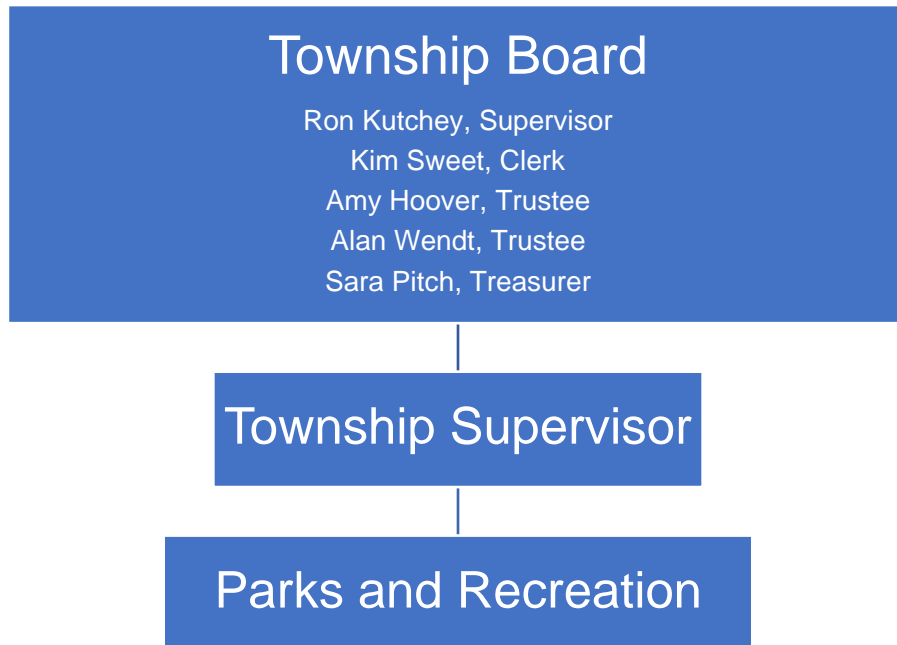 Township Board
Ron Kutchey, Supervisor
Kim Sweet, Clerk
Amy Hoover, Trustee
Alan Wendt, Trustee
Sara Pitch, Treasurer
Township Supervisor
Parks and Recreation